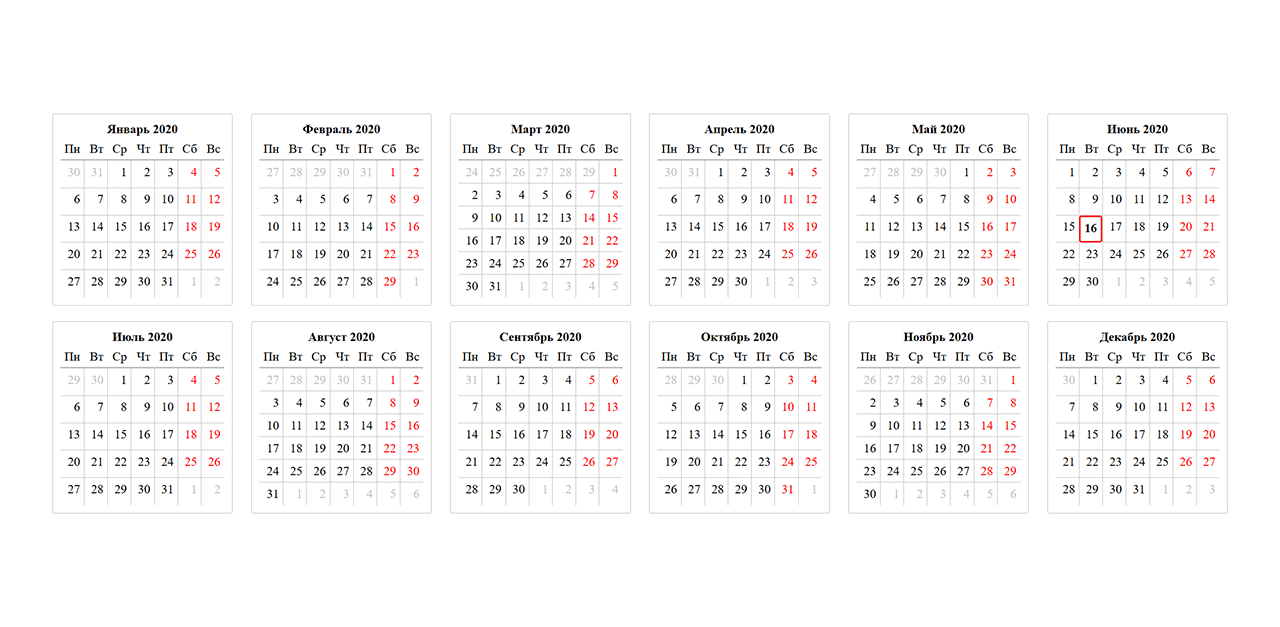 Январь 2020
Пн Вт Ср Чт Пт Сб Вс
30 31 1 2 3 4 5
6 7 8 9 10 11 12
13 14 15 16 17 18 19
20 21 22 23 24 25 26
27 28 29 30 31 1 2
Февраль 2020
Пн Вт Ср Чт Пт Сб Вс
27 28 29 30 31 1 2
3 4 5 6 7 8 9
10 11 12 13 14 15 16
17 18 19 20 21 22 23
24 25 26 27 28 29 1
Март 2020
Пн Вт Ср Чт Пт Сб Вс
24 25 26 27 28 29 1
2 3 4 5 6 7 8
9 10 11 12 13 14 15
16 17 18 19 20 21 22
23 24 25 26 27 28 29
30 31 1 2 3 4 5
Апрель 2020
Пн Вт Ср Чт Пт Сб Вс
30 31 1 2 3 4 5
6 7 8 9 10 11 12
13 14 15 16 17 18 19
20 21 22 23 24 25 26
27 28 29 30 1 2 3
Май 2020
Пн Вт Ср Чт Пт Сб Вс
27 28 29 30 1 2 3
4 5 6 7 8 9 10
11 12 13 14 15 16 17
18 19 20 21 22 23 24
25 26 27 28 29 30 31
Июнь 2020
Пн Вт Ср Чт Пт Сб Вс
1 2 3 4 5 6 7
8 9 10 11 12 13 14
15 16 17 18 19 20 21
22 23 24 25 26 27 28
29 30 1 2 3 4 5
Июль 2020
Пн Вт Ср Чт Пт Сб Вс
29 30 1 2 3 4 5
6 7 8 9 10 11 12
13 14 15 16 17 18 19
20 21 22 23 24 25 26
27 28 29 30 31 1 2
Август 2020
Пн Вт Ср Чт Пт Сб Вс
27 28 29 30 31 1 2
3 4 5 6 7 8 9
10 11 12 13 14 15 16
17 18 19 20 21 22 23
24 25 26 27 28 29 30
31 1 2 3 4 5 6
Сентябрь 2020
Пн Вт Ср Чт Пт Сб Вс
31 1 2 3 4 5 6
7 8 9 10 11 12 13
14 15 16 17 18 19 20
21 22 23 24 25 26 27
28 29 30 1 2 3 4
Октябрь 2020
Пн Вт Ср Чт Пт Сб Вс
28 29 30 1 2 3 4
5 6 7 8 9 10 11
12 13 14 15 16 17 18
19 20 21 22 23 24 25
26 27 28 29 30 31 1
Ноябрь 2020
Пн Вт Ср Чт Пт Сб Вс
26 27 28 29 30 31 1
2 3 4 5 6 7 8
9 10 11 12 13 14 15
16 17 18 19 20 21 22
23 24 25 26 27 28 29
30 1 2 3 4 5 6
Декабрь 2020
Пн Вт Ср Чт Пт Сб Вс
30 1 2 3 4 5 6
7 8 9 10 11 12 13
14 15 16 17 18 19 20
21 22 23 24 25 26 27
28 29 30 31 1 2 3